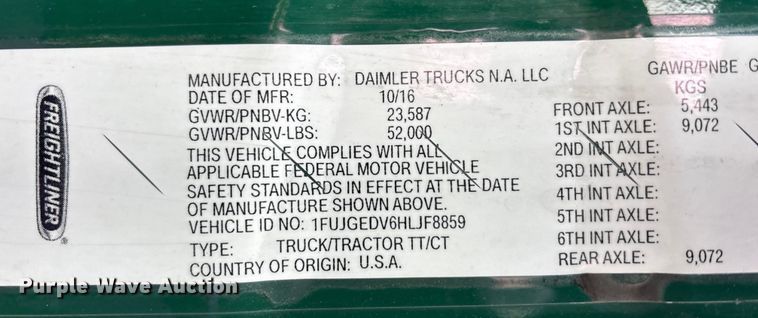 FREIGHTLINER®
MANUFACTURED BY: DAIMLER TRUCKS N.A. LLC
DATE OF MFR: 10/16
GVWR/PNBV-KG: 23,587
GVWR/PNBV-LBS: 52,000
THIS VEHICLE COMPLIES WITH ALL
APPLICABLE FEDERAL MOTOR VEHICLE
SAFETY STANDARDS IN EFFECT AT THE DATE
OF MANUFACTURE SHOWN ABOVE.
VEHICLE ID NO: 1FUJGEDV6HLJF8859
TYPE: TRUCK/TRACTOR TT/CT
COUNTRY OF ORIGIN: U.S.A.
GAWR/PNBE G
KGS
FRONT AXLE: 5,443
1ST INT AXLE: 9,072
2ND INT AXLE:
3RD INT AXLE:
4TH INT AXLE:
5TH INT AXLE:
6TH INT AXLE:
REAR AXLE: 9,072
Purple Wave Auction